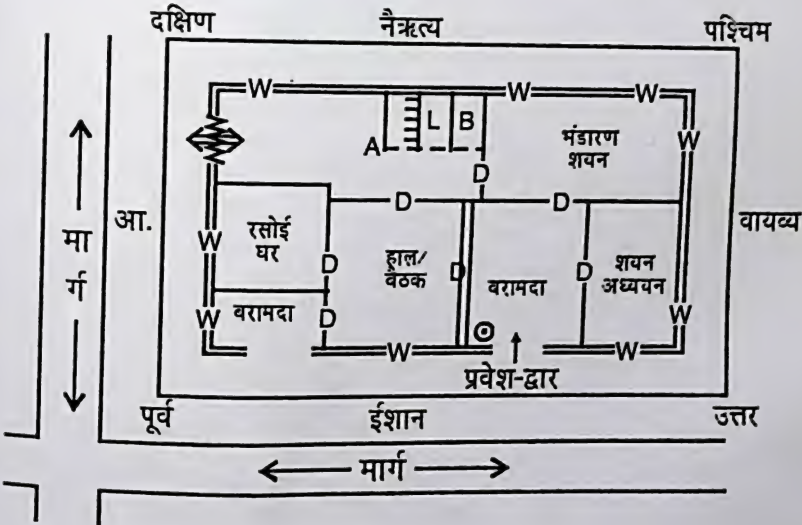 दक्षिण नैऋत्य पश्चिम
W W W
L B
A
भंडारण
शयन
W
D
D D
मार्ग
आ.
वायव्य
W
रसोई
घर
D
हाल/
बैठक
D
बरामदा
D
शयन
अध्ययन
W
बरामदा
D
W
W
W
प्रवेश-द्वार
पूर्व ईशान उत्तर
मार्ग